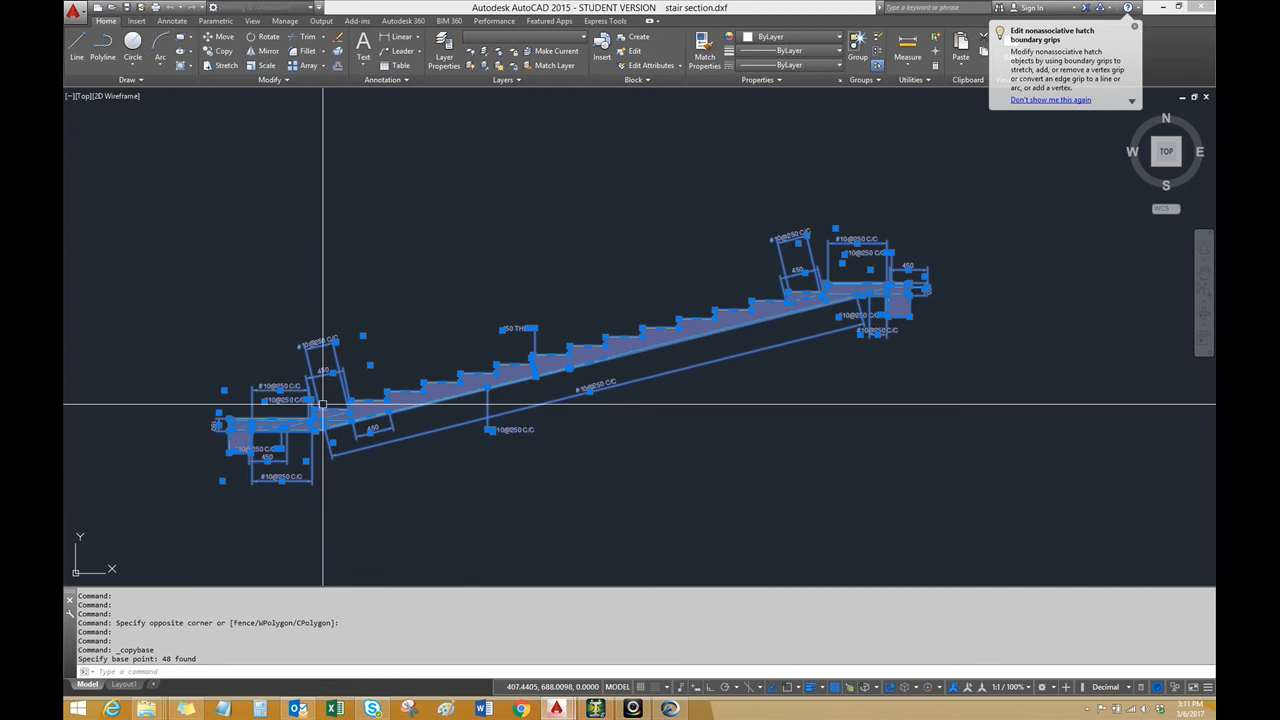 Autodesk AutoCAD 2015 - STUDENT VERSION stair section.dxf
Type a keyword or phrase
Sign In
Home Insert Annotate Parametric View Manage Output Add-ins Autodesk 360 BIM 360 Performance Featured Apps Express Tools
Line Polyline Circle Arc
Move Rotate Trim
Copy Mirror Fillet
Stretch Scale Array
Text
Linear
Leader
Table
Layer Properties
Make Current
Match Layer
Insert
Create
Edit
Edit Attributes
Match Properties
ByLayer
ByLayer
ByLayer
Group
Measure
Paste
Draw Modify Annotation Layers Block Properties Groups Utilities Clipboard
Edit nonassociative hatch
boundary grips
Modify nonassociative hatch
objects by using boundary grips to
stretch, add, or remove a vertex grip
or convert an edge grip to a line or
arc, or add a vertex.
Don't show me this again
[−][Top][2D Wireframe]
N
W TOP E
S
WCS
#10@250 C/C
#10@250 C/C
10@250 C/C
450
450
#10@250 C/C
450
#10@250 C/C
#10@250 C/C
10@250 C/C
450
450
10@250 C/C
#10@250 C/C
Y
X
Command:
Command:
Command:
Command: Specify opposite corner or [Fence/WPolygon/CPolygon]:
Command:
Command:
Command: _copybase
Specify base point: 48 found
Type a command
Model Layout1 +
407.4405, 688.0098, 0.0000 MODEL
1:1 / 100%
Decimal
3:11 PM
3/6/2017